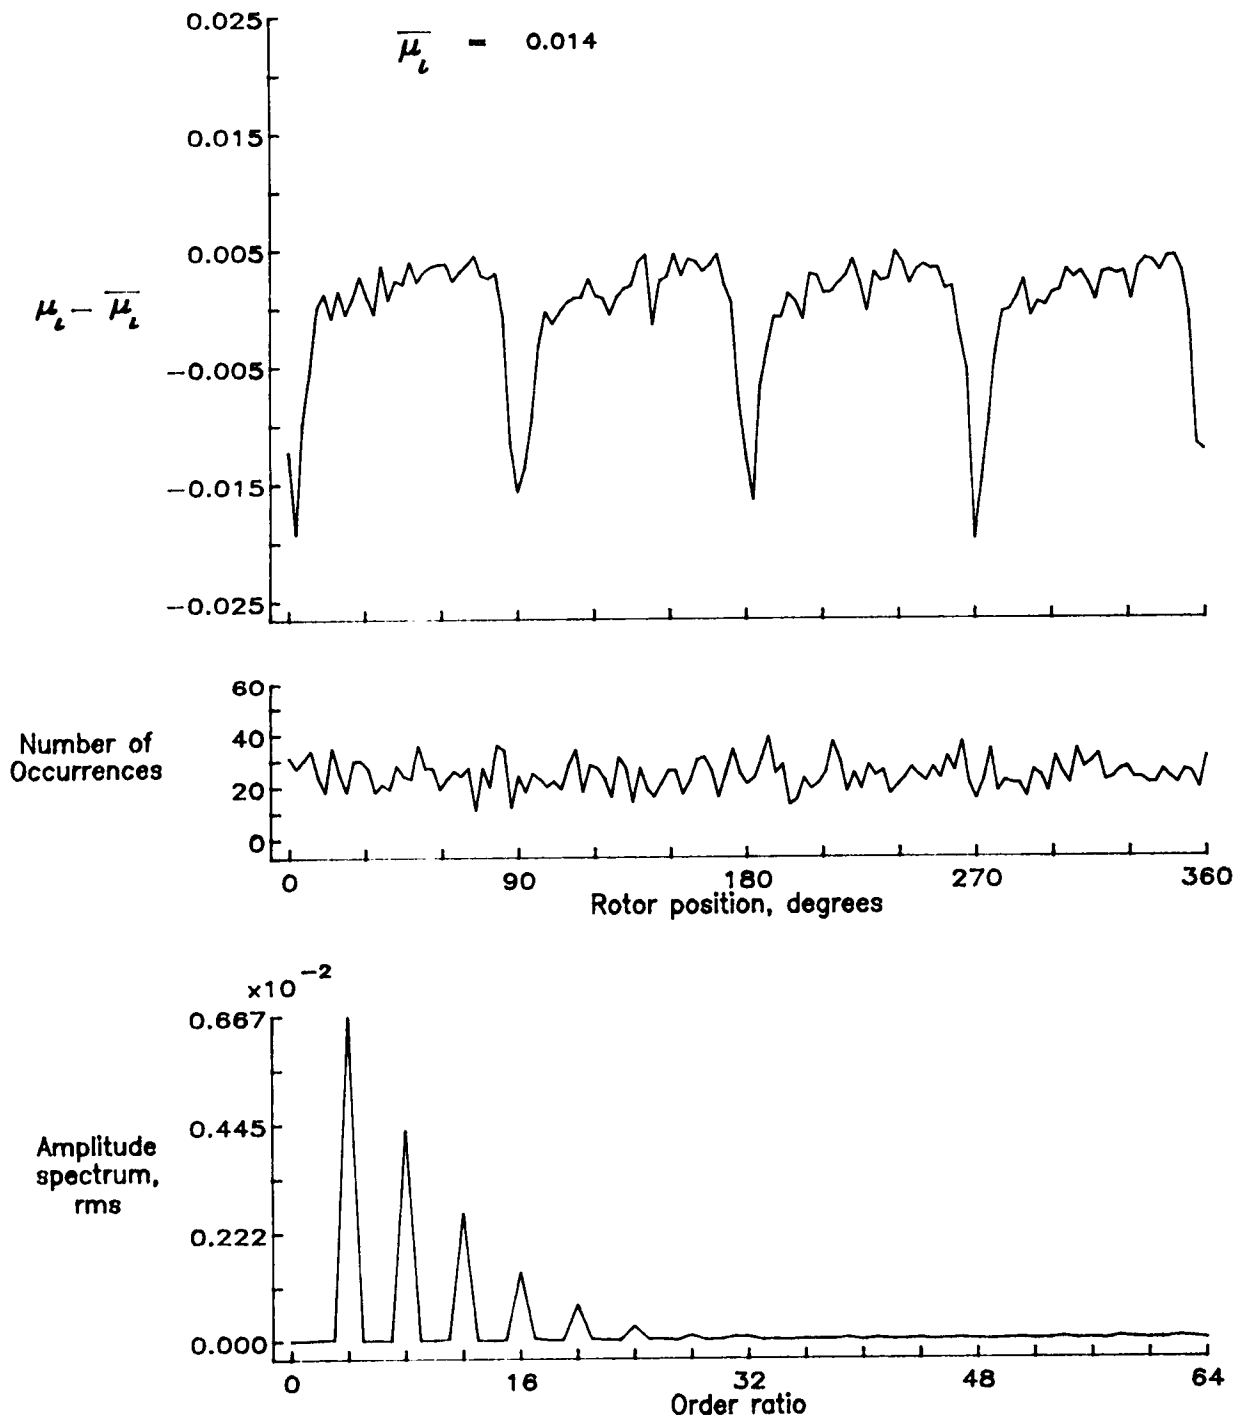 0.025
μ̅ι = 0.014
0.015
0.005
μι − μ̅ι
−0.005
−0.015
−0.025
60
40
20
0
Number of
Occurrences
0 90 180 270 360
Rotor position, degrees
×10⁻²
0.667
0.445
0.222
0.000
Amplitude
spectrum,
rms
0 16 32 48 64
Order ratio